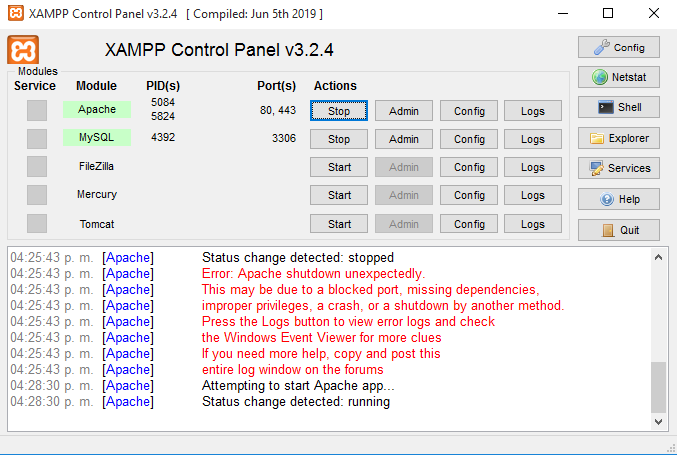 XAMPP Control Panel v3.2.4 [ Compiled: Jun 5th 2019 ]
XAMPP Control Panel v3.2.4
Config
Modules
Service Module PID(s) Port(s) Actions
Netstat
Apache 5084 5824 80, 443 Stop Admin Config Logs
Shell
MySQL 4392 3306 Stop Admin Config Logs
Explorer
FileZilla Start Admin Config Logs
Services
Mercury Start Admin Config Logs
Help
Tomcat Start Admin Config Logs
Quit
04:25:43 p. m. [Apache] Status change detected: stopped
04:25:43 p. m. [Apache] Error: Apache shutdown unexpectedly.
04:25:43 p. m. [Apache] This may be due to a blocked port, missing dependencies,
04:25:43 p. m. [Apache] improper privileges, a crash, or a shutdown by another method.
04:25:43 p. m. [Apache] Press the Logs button to view error logs and check
04:25:43 p. m. [Apache] the Windows Event Viewer for more clues
04:25:43 p. m. [Apache] If you need more help, copy and post this
04:25:43 p. m. [Apache] entire log window on the forums
04:28:30 p. m. [Apache] Attempting to start Apache app...
04:28:30 p. m. [Apache] Status change detected: running